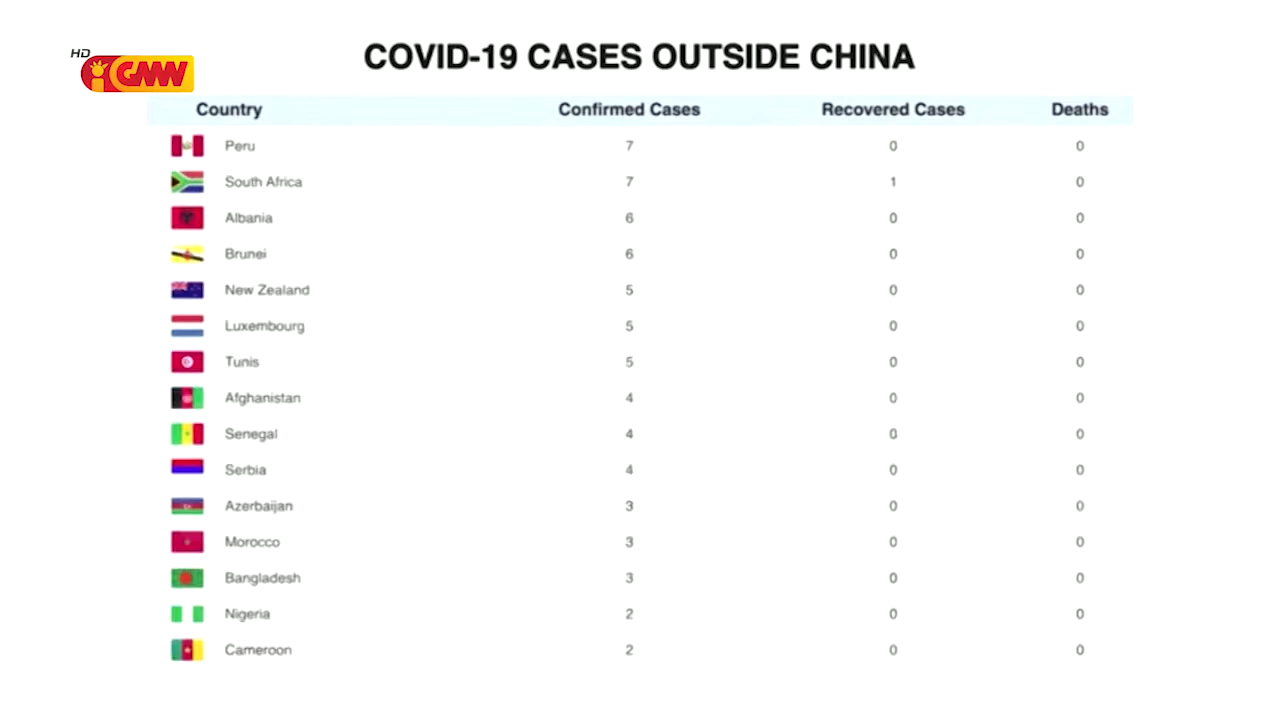 HD
iGMW
COVID-19 CASES OUTSIDE CHINA
Country Confirmed Cases Recovered Cases Deaths
Peru 7 0 0
South Africa 7 1 0
Albania 6 0 0
Brunei 6 0 0
New Zealand 5 0 0
Luxembourg 5 0 0
Tunis 5 0 0
Afghanistan 4 0 0
Senegal 4 0 0
Serbia 4 0 0
Azerbaijan 3 0 0
Morocco 3 0 0
Bangladesh 3 0 0
Nigeria 2 0 0
Cameroon 2 0 0